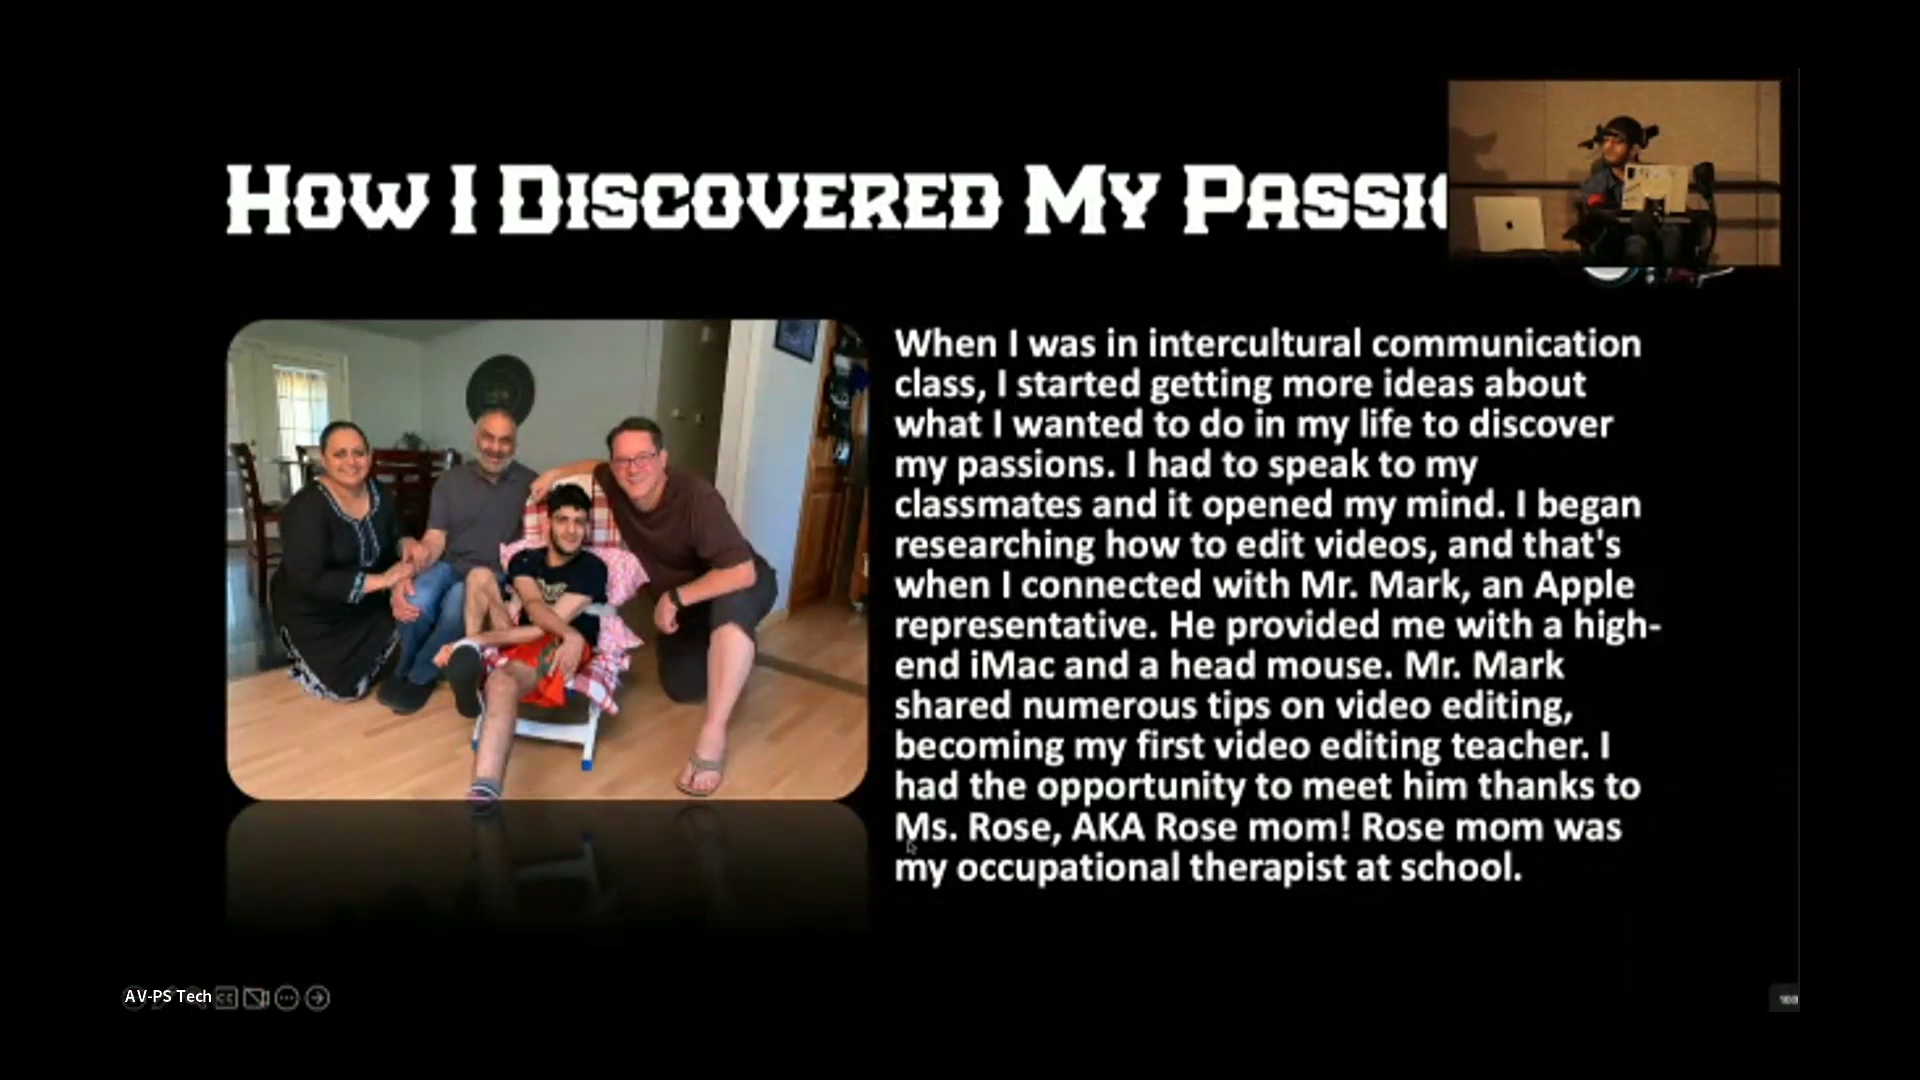 How I Discovered My Passi
When I was in intercultural communication
class, I started getting more ideas about
what I wanted to do in my life to discover
my passions. I had to speak to my
classmates and it opened my mind. I began
researching how to edit videos, and that's
when I connected with Mr. Mark, an Apple
representative. He provided me with a high-
end iMac and a head mouse. Mr. Mark
shared numerous tips on video editing,
becoming my first video editing teacher. I
had the opportunity to meet him thanks to
Ms. Rose, AKA Rose mom! Rose mom was
my occupational therapist at school.
AV-PS Tech